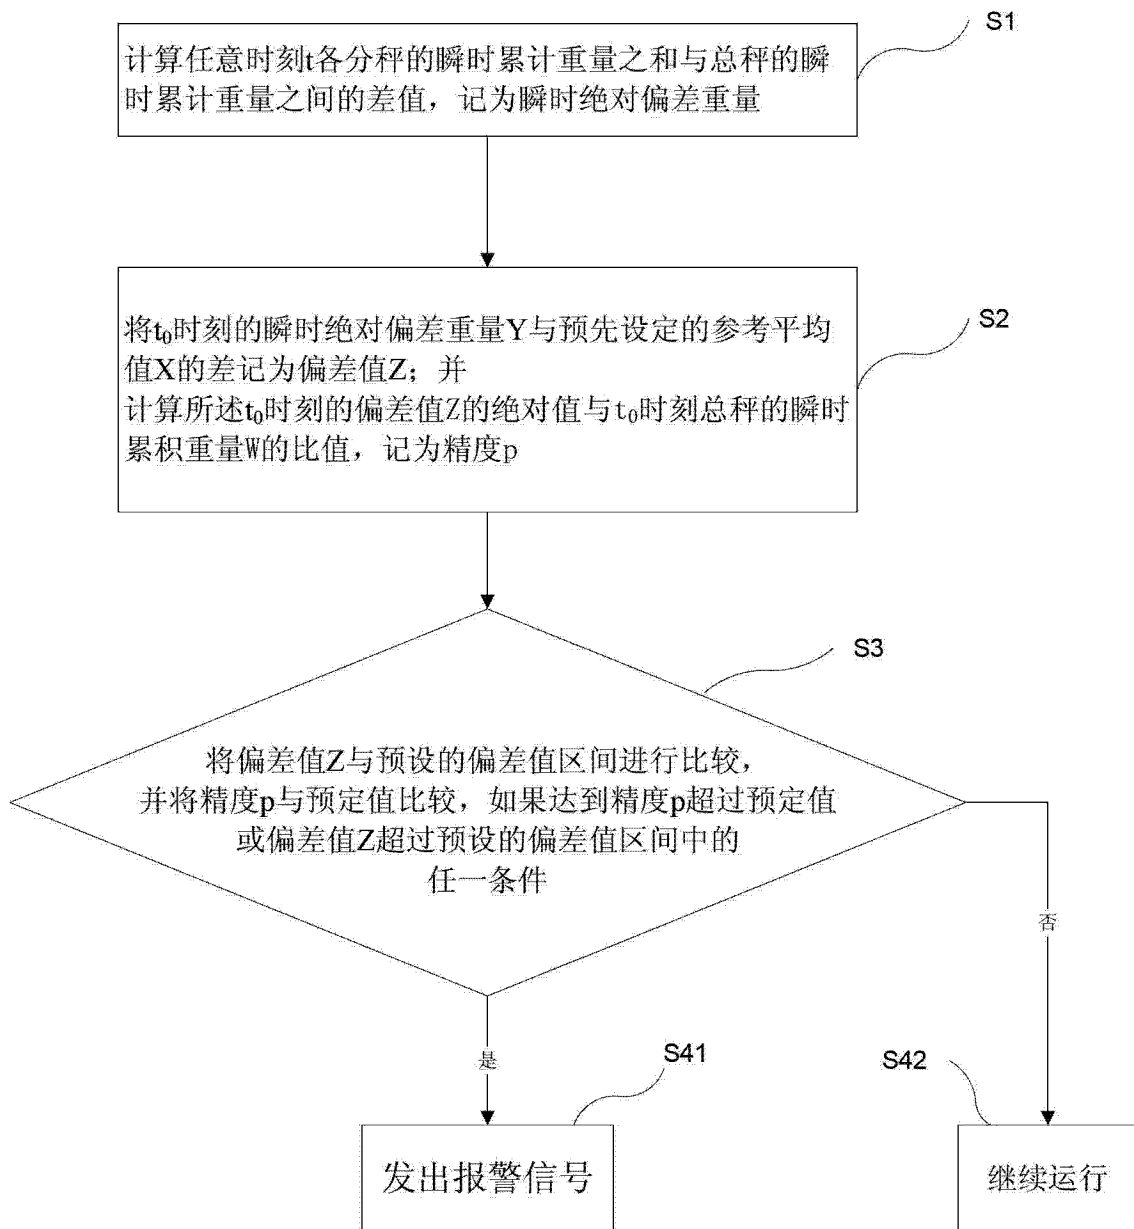 S1
计算任意时刻t各分秤的瞬时累计重量之和与总秤的瞬
时累计重量之间的差值，记为瞬时绝对偏差重量
S2
将t₀时刻的瞬时绝对偏差重量Y与预先设定的参考平均
值X的差记为偏差值Z；并
计算所述t₀时刻的偏差值Z的绝对值与t₀时刻总秤的瞬时
累积重量W的比值，记为精度p
S3
将偏差值Z与预设的偏差值区间进行比较，
并将精度p与预定值比较，如果达到精度p超过预定值
或偏差值Z超过预设的偏差值区间中的
任一条件
否
是
S41
S42
发出报警信号
继续运行